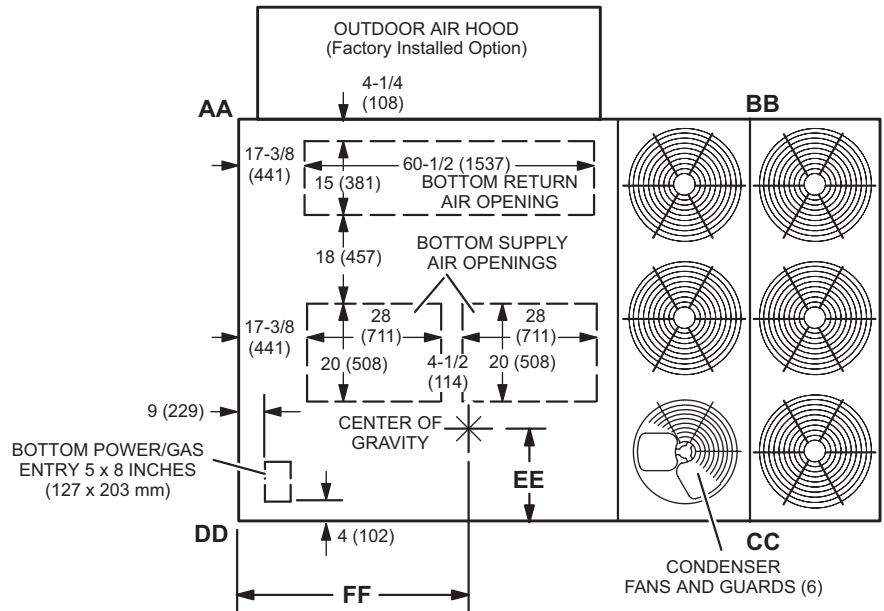 OUTDOOR AIR HOOD
(Factory Installed Option)
4-1/4
(108)
AA
BB
17-3/8
(441)
60-1/2 (1537)
15 (381)
BOTTOM RETURN
AIR OPENING
18 (457)
BOTTOM SUPPLY
AIR OPENINGS
17-3/8
(441)
28
(711)
28
(711)
20 (508)
4-1/2
(114)
20 (508)
9 (229)
CENTER OF
GRAVITY
BOTTOM POWER/GAS
ENTRY 5 x 8 INCHES
(127 x 203 mm)
EE
DD
4 (102)
CC
FF
CONDENSER
FANS AND GUARDS (6)